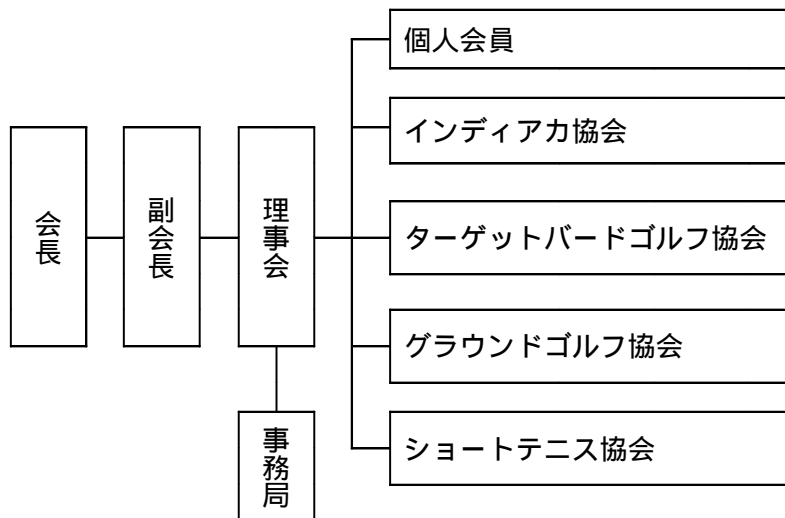 会長
副会長
理事会
事務局
個人会員
インディアカ協会
ターゲットバードゴルフ協会
グラウンドゴルフ協会
ショートテニス協会